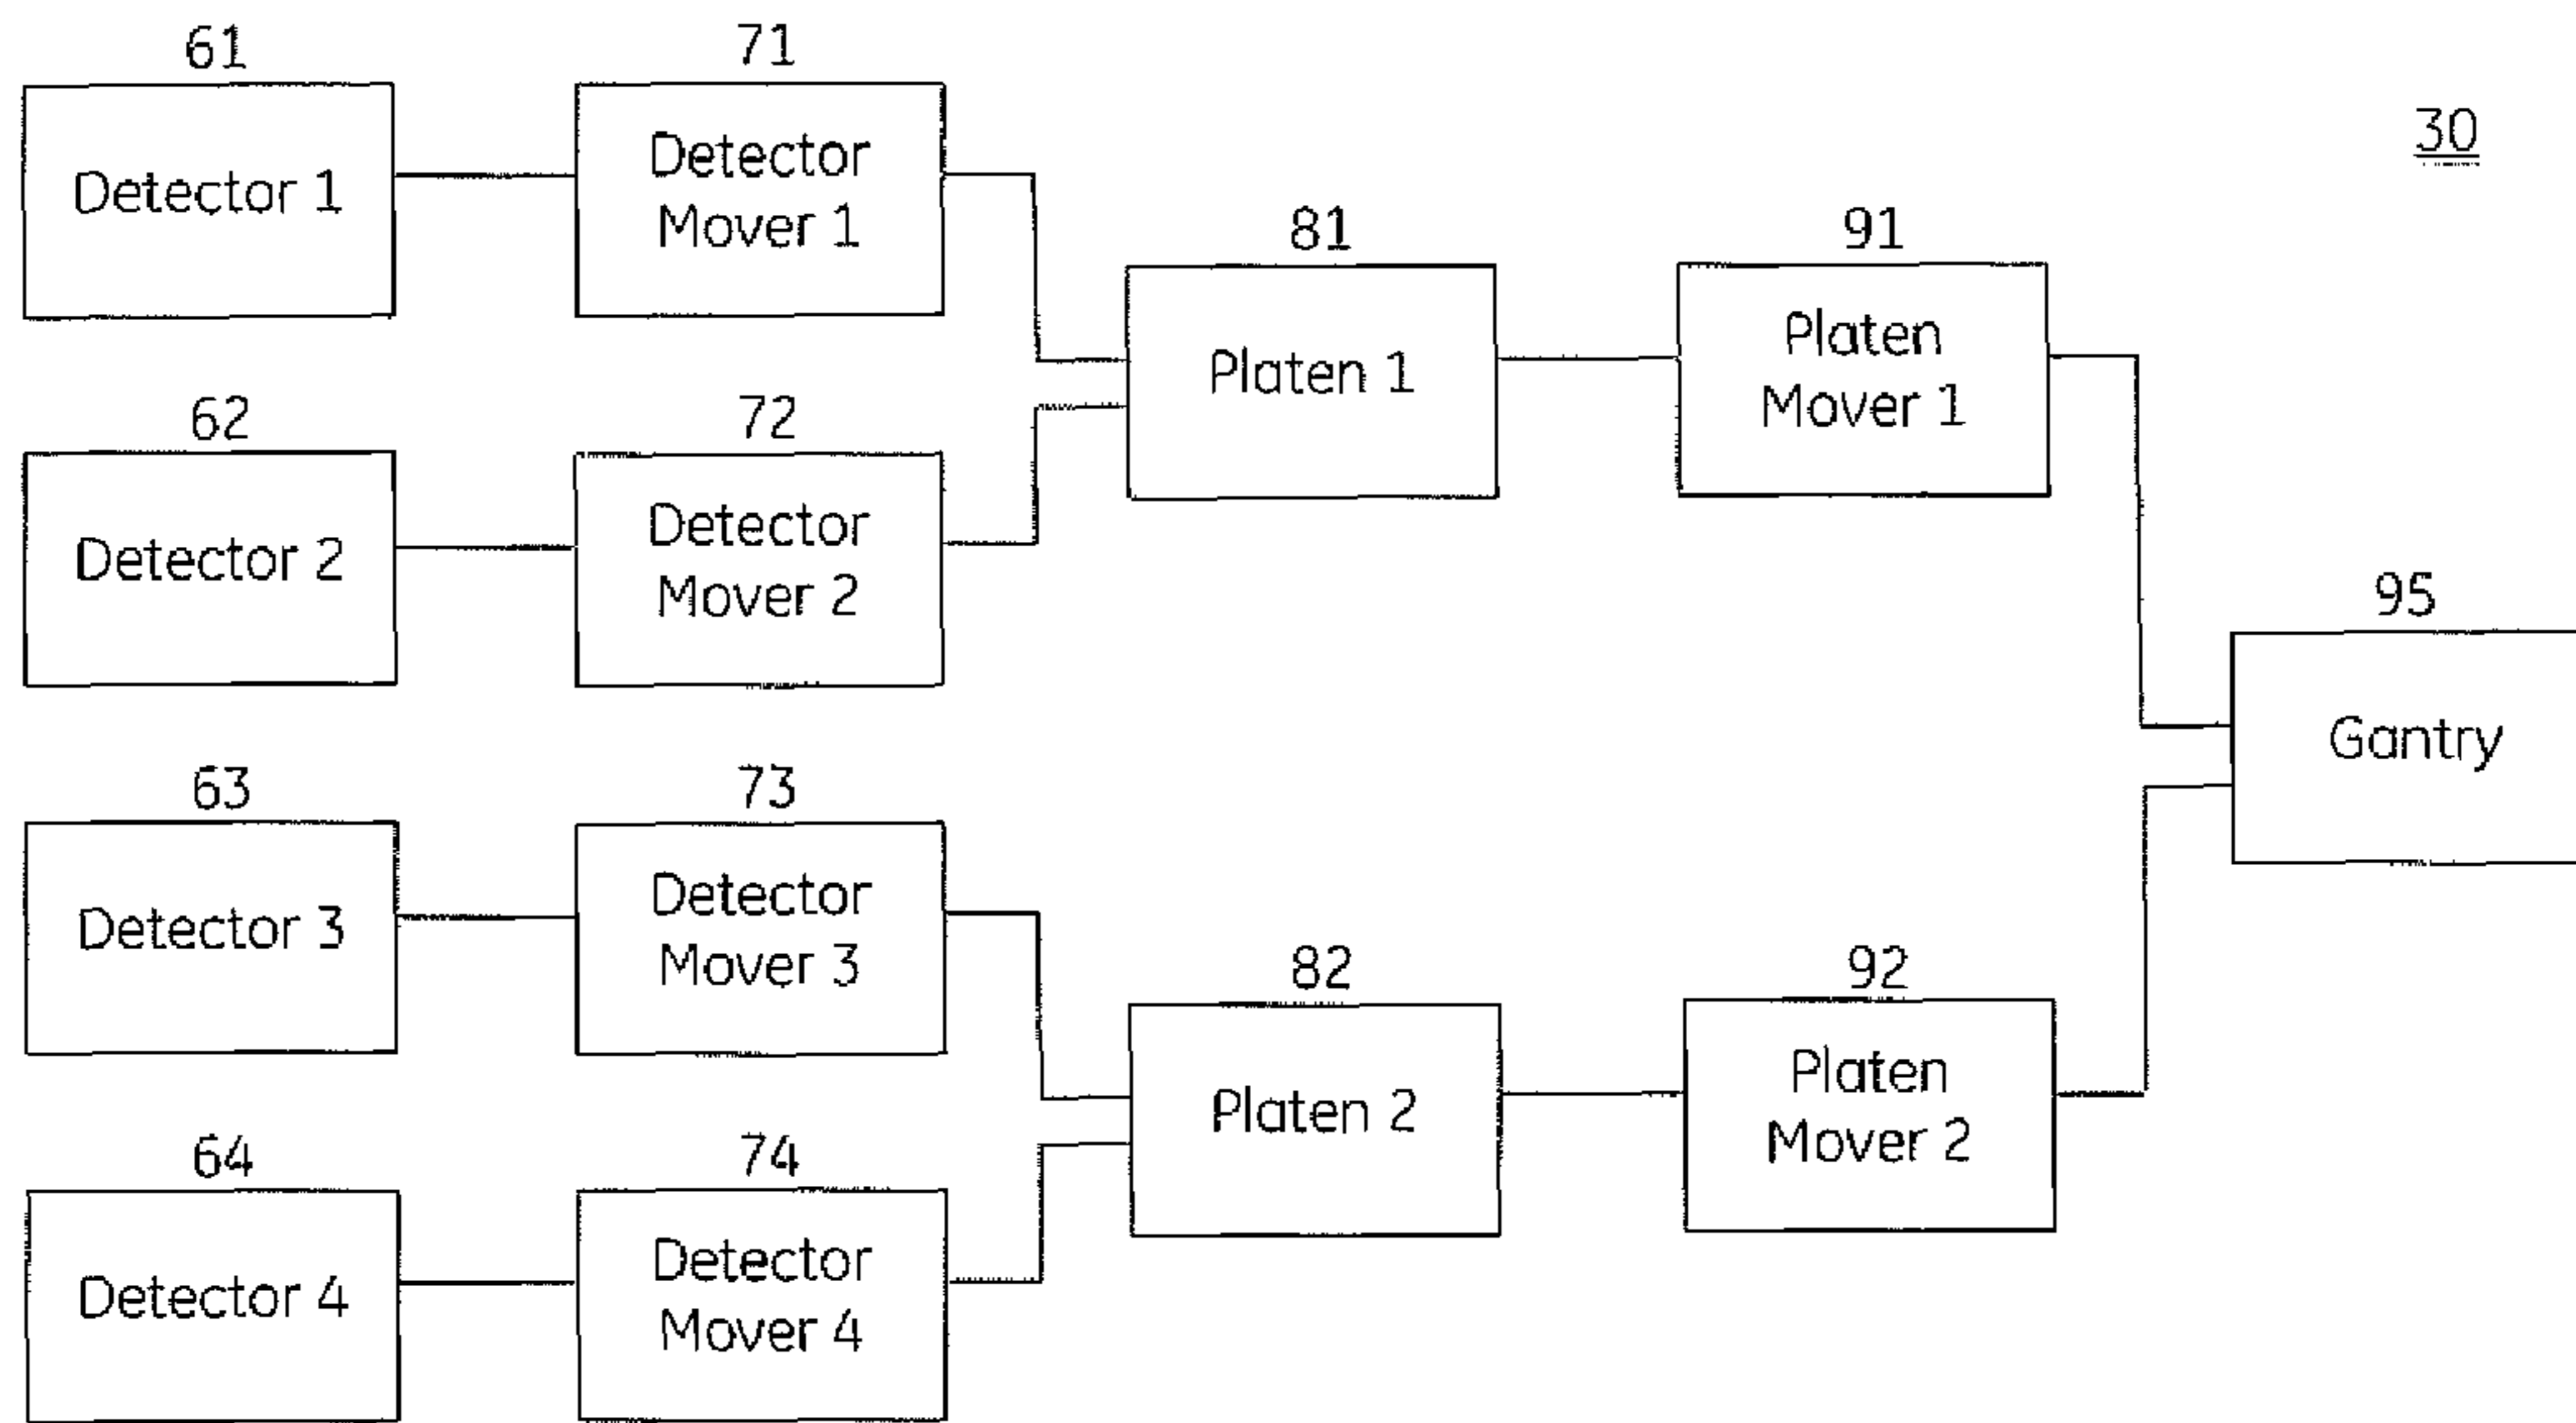 61
Detector 1
71
Detector
Mover 1
30
81
Platen 1
91
Platen
Mover 1
62
Detector 2
72
Detector
Mover 2
95
Gantry
63
Detector 3
73
Detector
Mover 3
82
Platen 2
92
Platen
Mover 2
64
Detector 4
74
Detector
Mover 4